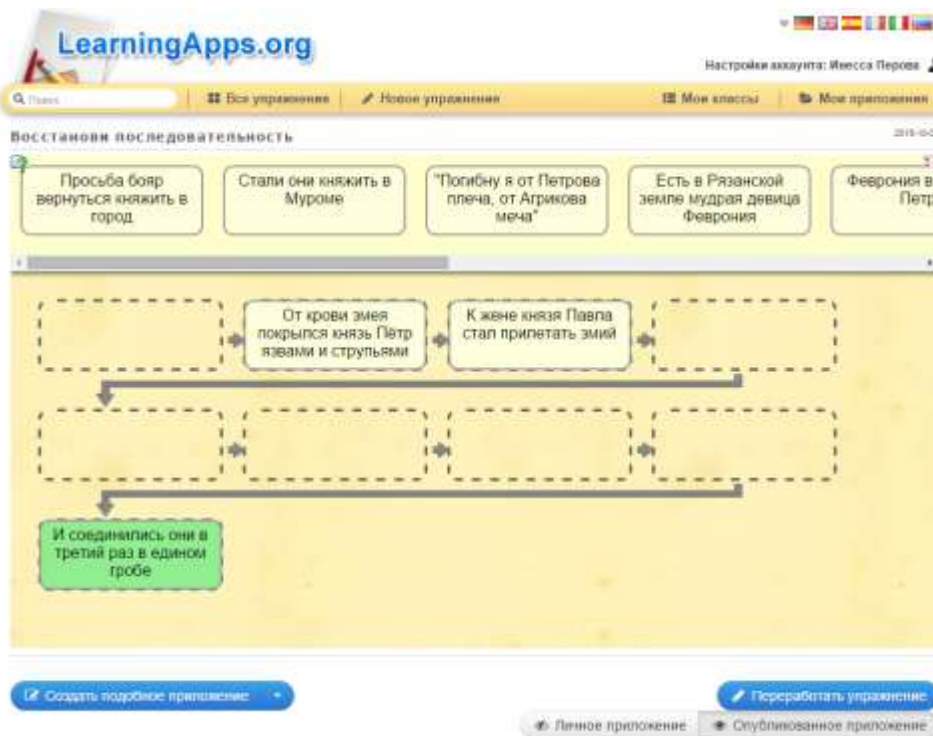 LearningApps.org
Настройки аккаунта: Инесса Перова
Поиск
Все упражнения
Новое упражнение
Мои классы
Мои приложения
Восстанови последовательность
Просьба бояр
вернуться княжить в
город
Стали они княжить в
Муроме
"Погибну я от Петрова
плеча, от Агрикова
меча"
Есть в Рязанской
земле мудрая девица
Феврония
Феврония в
Петр
От крови змея
покрылся князь Пётр
язвами и струпьями
К жене князя Павла
стал прилетать змий
И соединились они в
третий раз в едином
гробе
Создать подобное приложение
Переработать упражнение
Личное приложение
Опубликованное приложение